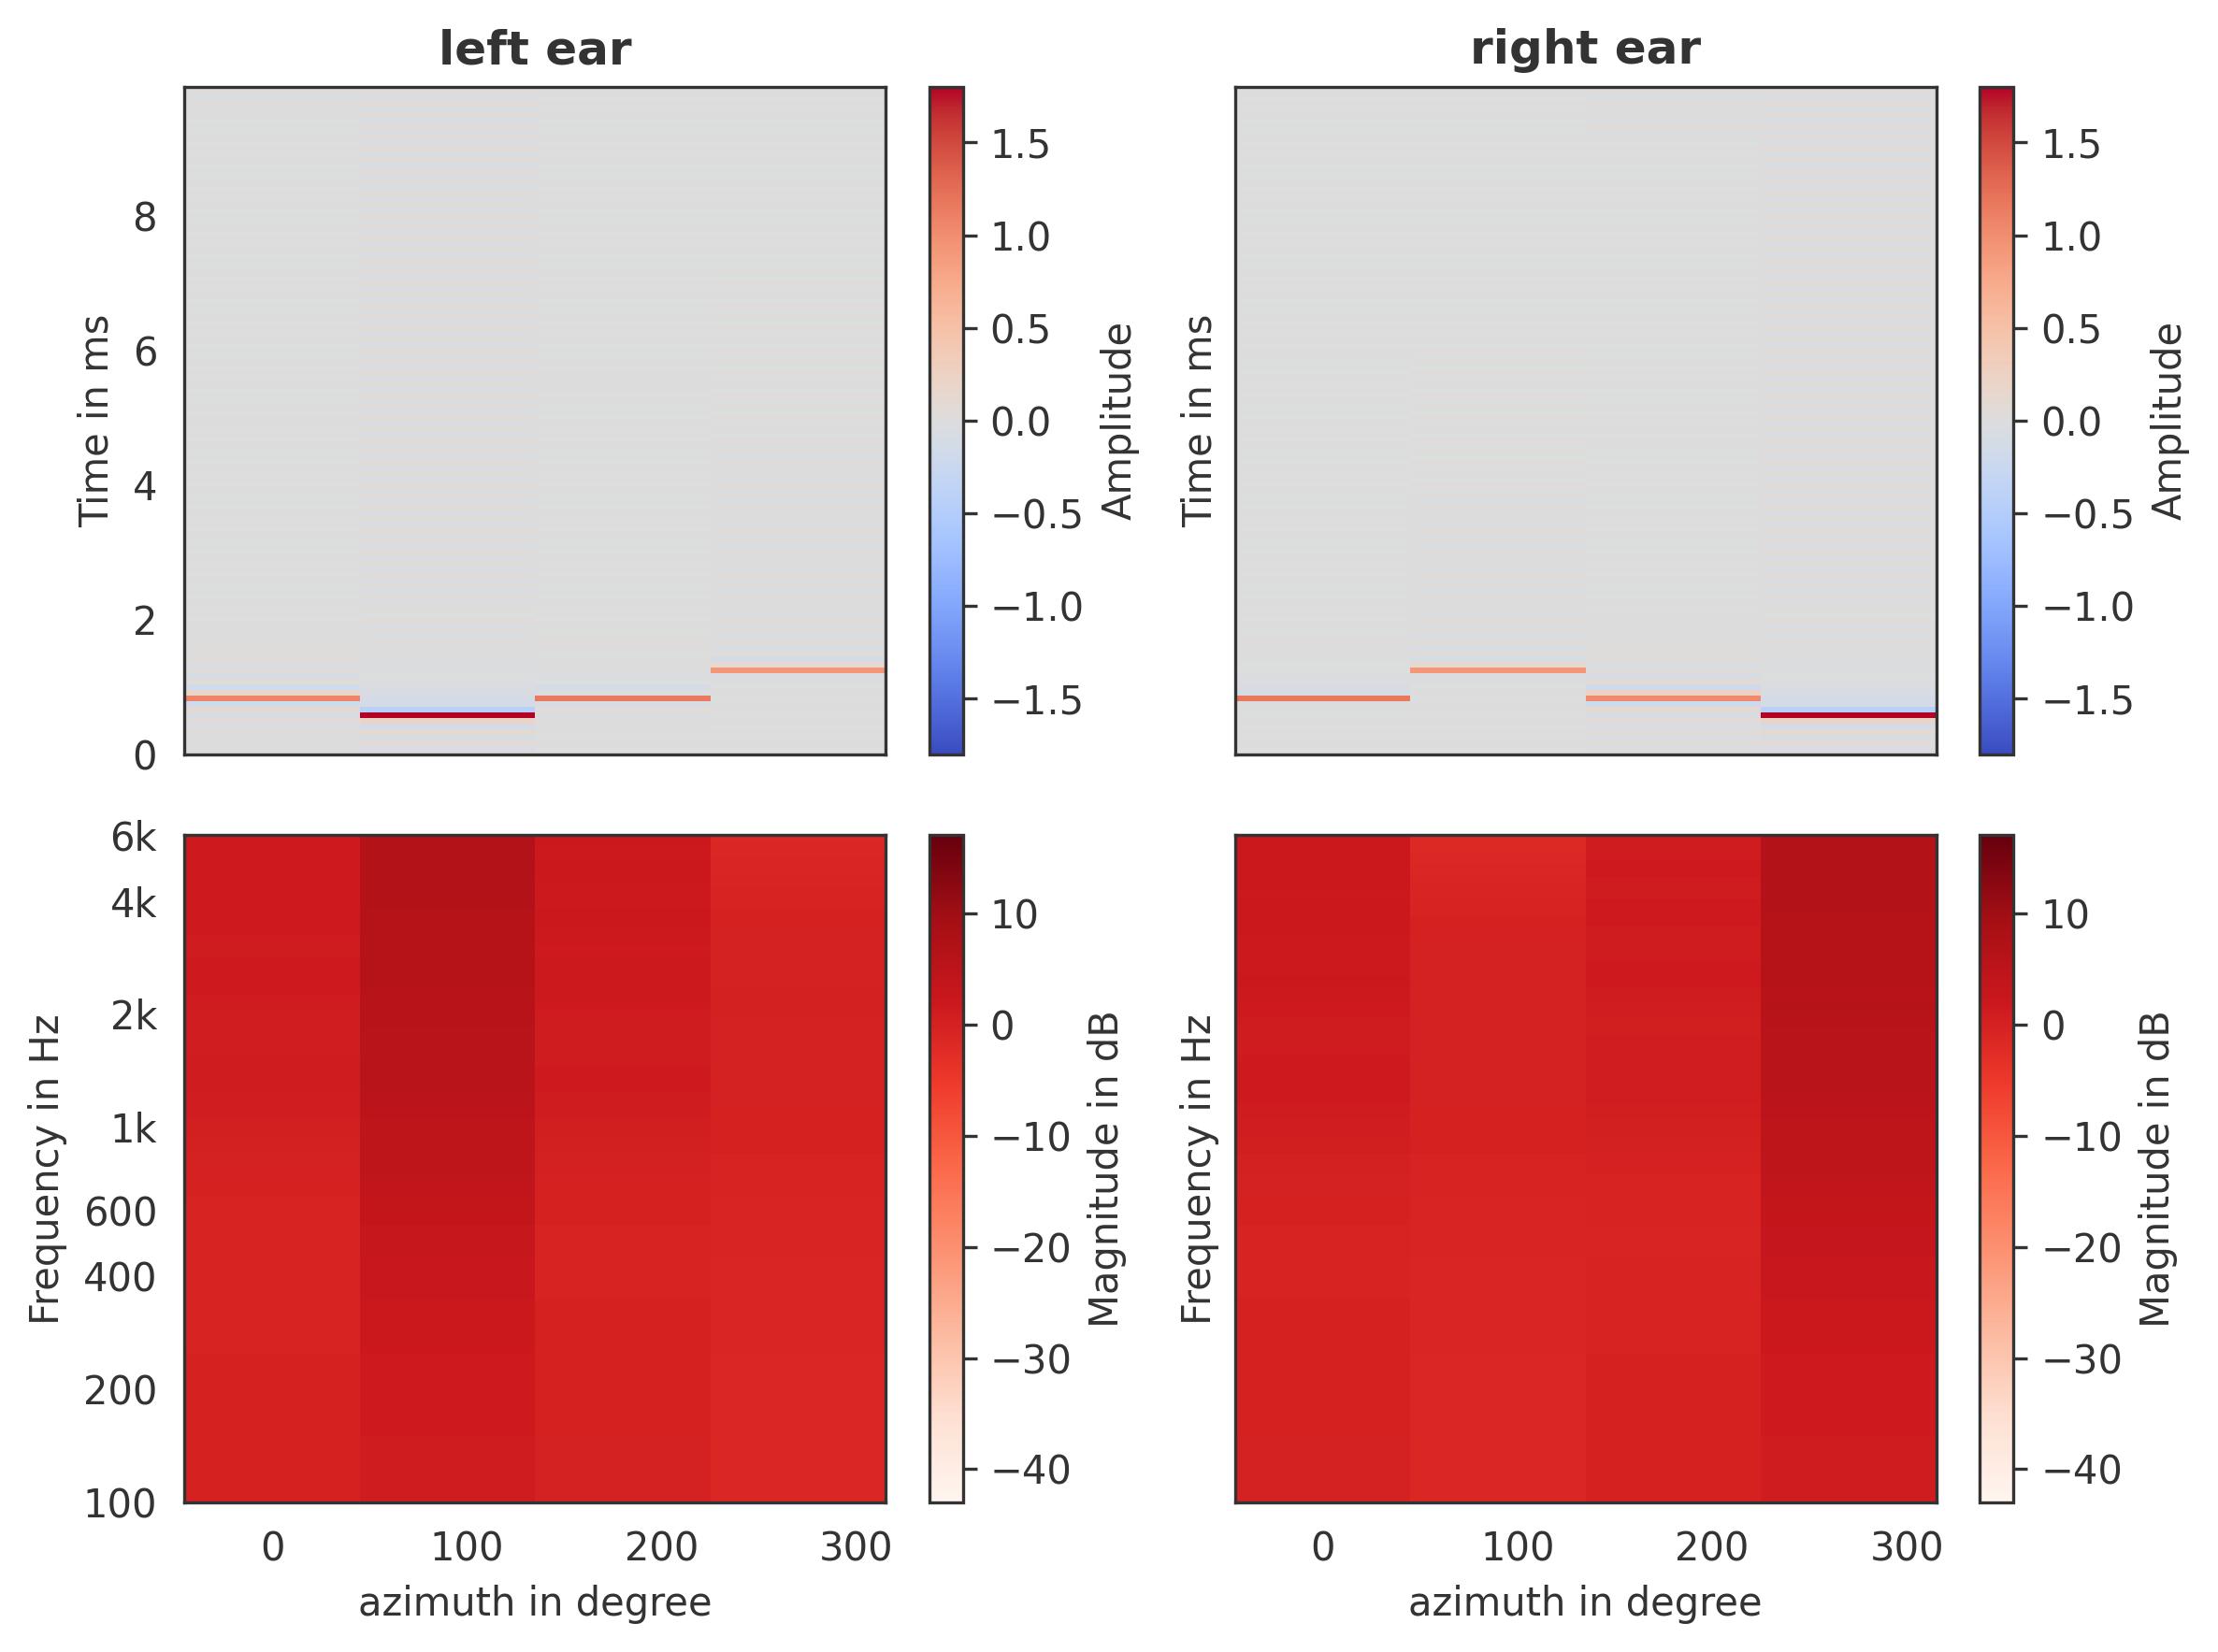 left ear
right ear
Time in ms
8
6
4
2
0
1.5
1.0
0.5
0.0
−0.5
−1.0
−1.5
Amplitude
Time in ms
1.5
1.0
0.5
0.0
−0.5
−1.0
−1.5
Amplitude
Frequency in Hz
6k
4k
2k
1k
600
400
200
100
0
100
200
300
azimuth in degree
10
0
−10
−20
−30
−40
Magnitude in dB
Frequency in Hz
0
100
200
300
azimuth in degree
10
0
−10
−20
−30
−40
Magnitude in dB